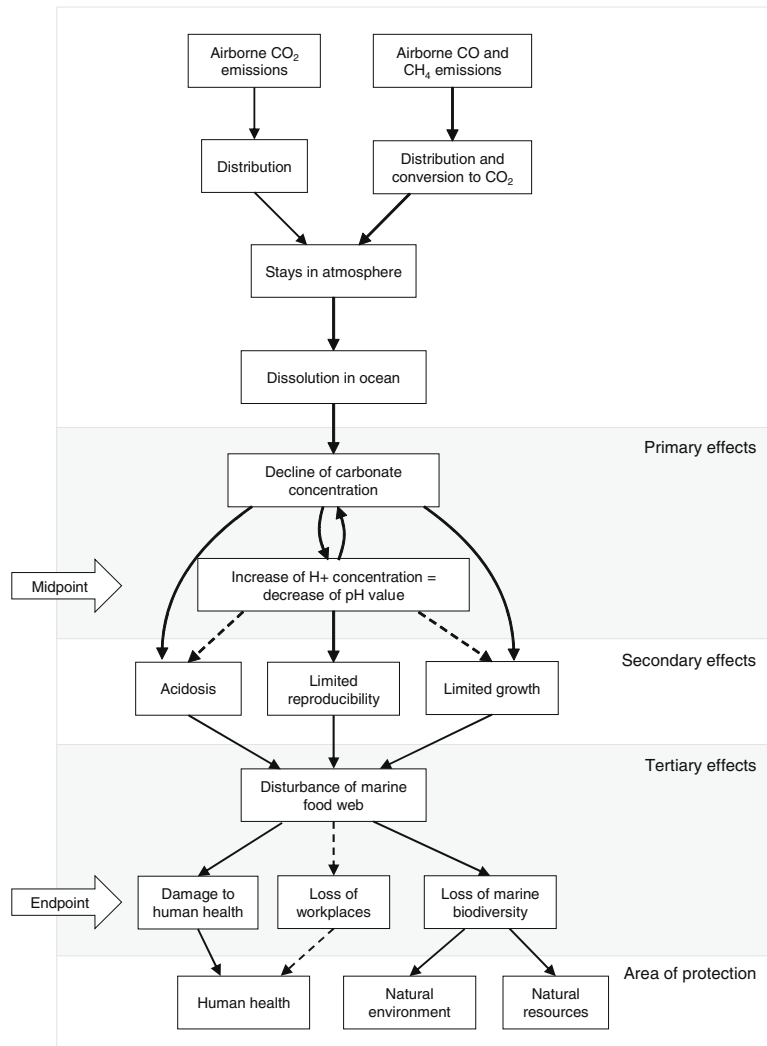 Airborne CO₂
emissions
Airborne CO and
CH₄ emissions
Distribution
Distribution and
conversion to CO₂
Stays in atmosphere
Dissolution in ocean
Primary effects
Decline of carbonate
concentration
Midpoint
Increase of H+ concentration =
decrease of pH value
Secondary effects
Acidosis
Limited
reproducibility
Limited growth
Tertiary effects
Disturbance of marine
food web
Endpoint
Damage to
human health
Loss of
workplaces
Loss of marine
biodiversity
Area of protection
Human health
Natural
environment
Natural
resources